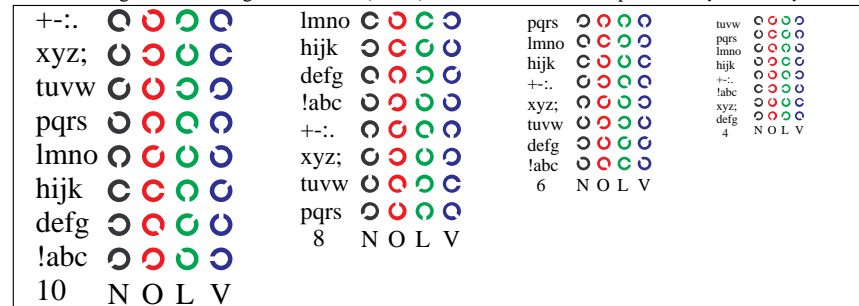 +-:.
xyz;
tuvw
pqrs
lmno
hijk
defg
!abc
10 N O L V
lmno
hijk
defg
!abc
+-:.
xyz;
tuvw
pqrs
8 N O L V
pqrs
lmno
hijk
+-:.
xyz;
tuvw
defg
!abc
6 N O L V
tuvw
pqrs
lmno
hijk
+-:.
!abc
xyz;
defg
4 N O L V